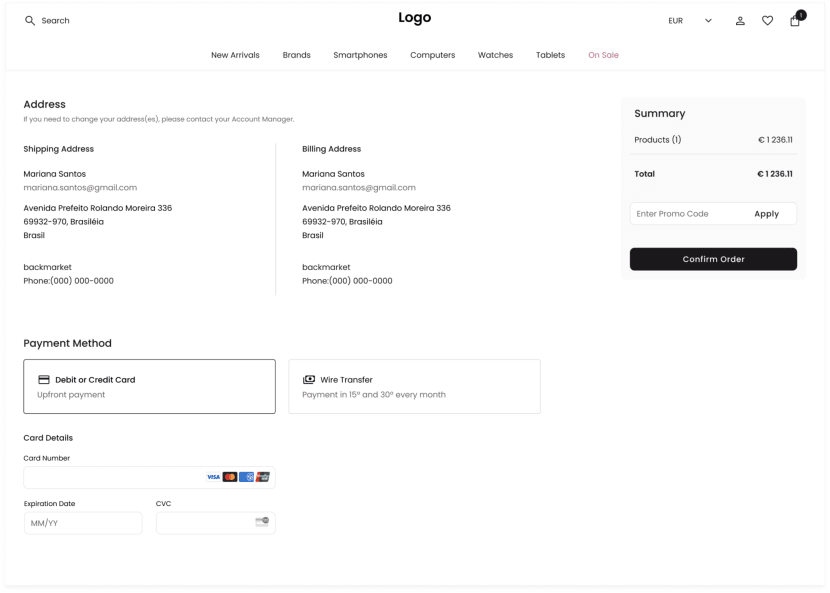 Search
Logo
EUR
1
New Arrivals Brands Smartphones Computers Watches Tablets On Sale
Address
If you need to change your address(es), please contact your Account Manager.
Shipping Address
Mariana Santos
mariana.santos@gmail.com
Avenida Prefeito Rolando Moreira 336
69932-970, Brasiléia
Brasil
backmarket
Phone:(000) 000-0000
Billing Address
Mariana Santos
mariana.santos@gmail.com
Avenida Prefeito Rolando Moreira 336
69932-970, Brasiléia
Brasil
backmarket
Phone:(000) 000-0000
Summary
Products (1) € 1 236.11
Total € 1 236.11
Enter Promo Code Apply
Confirm Order
Payment Method
Debit or Credit Card
Upfront payment
Wire Transfer
Payment in 15º and 30º every month
Card Details
Card Number
VISA
Expiration Date
MM/YY
CVC